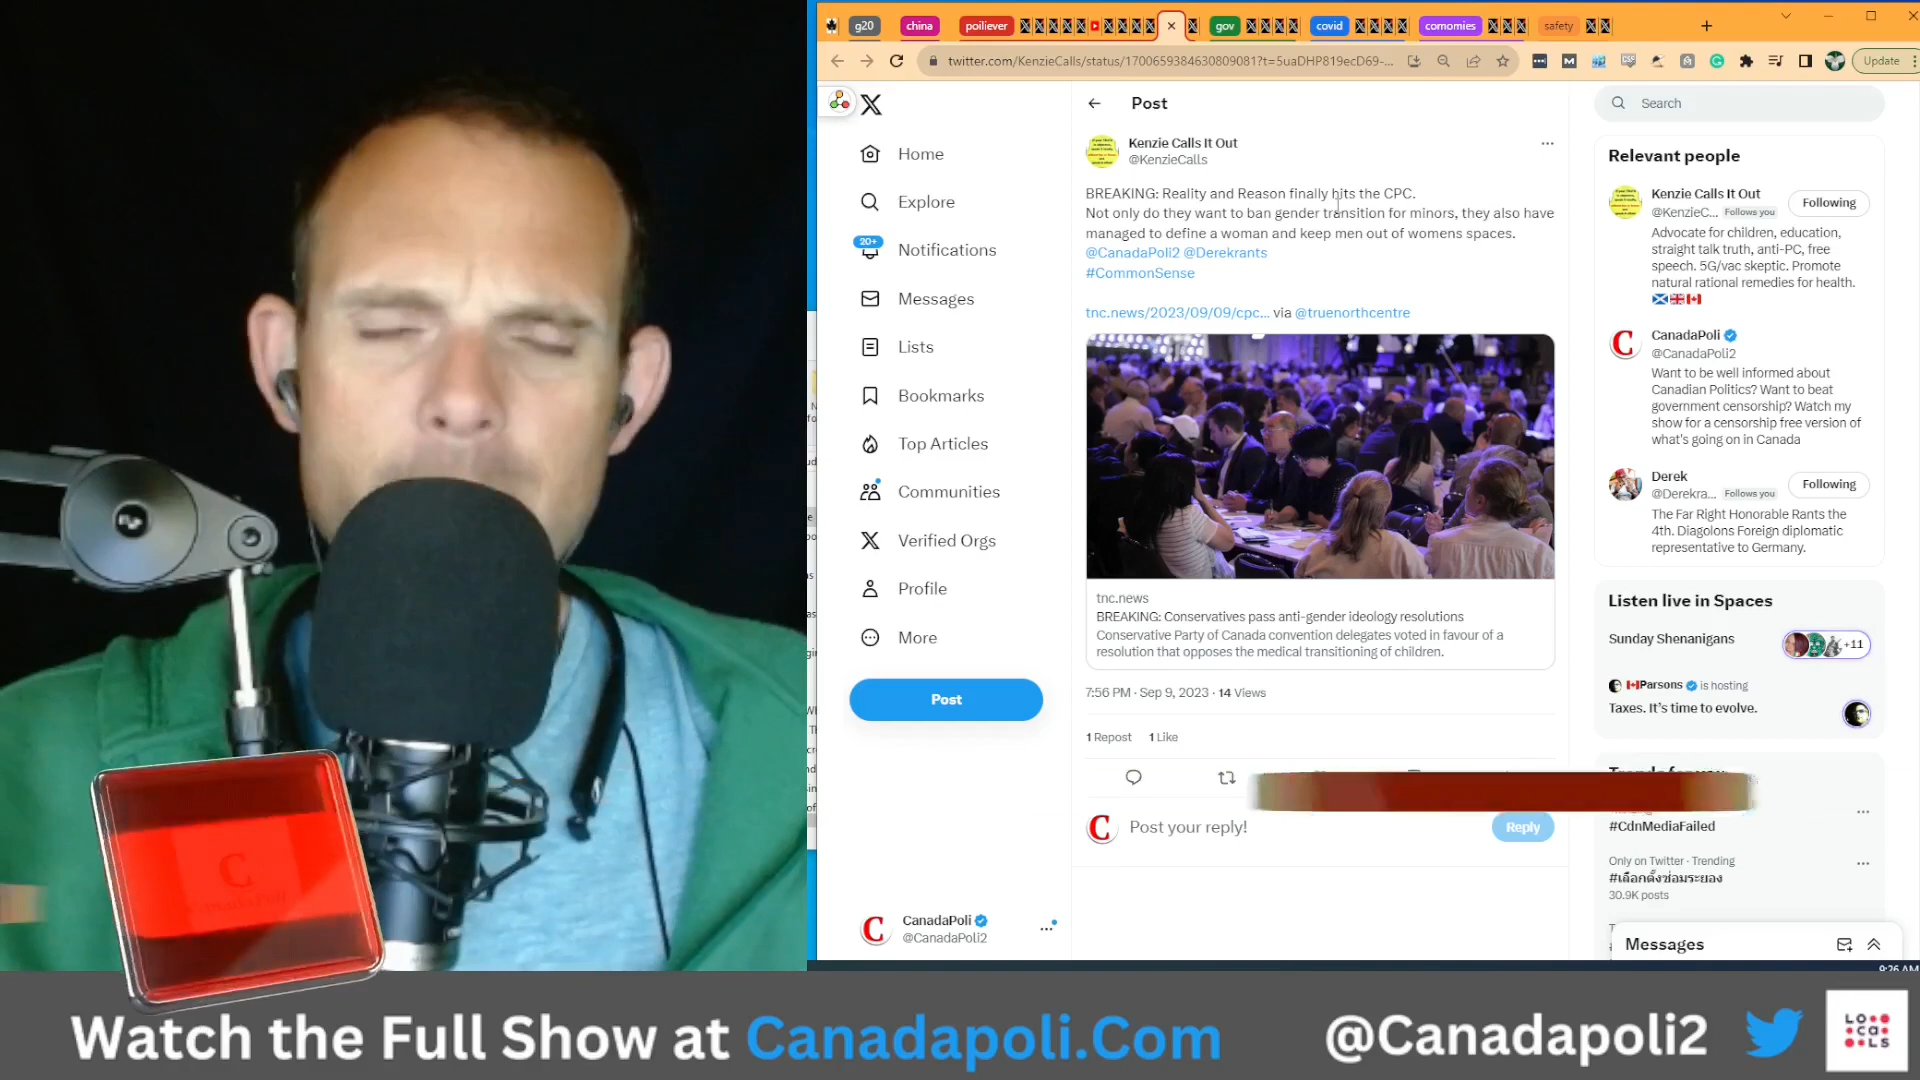 g20
china
poiliever
gov
covid
comomies
safety
twitter.com/KenzieCalls/status/1700659384630809081?t=5uaDHP819ecD69-...
Update
Home
Explore
20+
Notifications
Messages
Lists
Bookmarks
Top Articles
Communities
Verified Orgs
Profile
More
Post
CanadaPoli
@CanadaPoli2
Post
Kenzie Calls It Out
@KenzieCalls
BREAKING: Reality and Reason finally hits the CPC.
Not only do they want to ban gender transition for minors, they also have
managed to define a woman and keep men out of womens spaces.
@CanadaPoli2 @Derekrants
#CommonSense
tnc.news/2023/09/09/cpc... via @truenorthcentre
tnc.news
BREAKING: Conservatives pass anti-gender ideology resolutions
Conservative Party of Canada convention delegates voted in favour of a
resolution that opposes the medical transitioning of children.
7:56 PM · Sep 9, 2023 · 14 Views
1 Repost 1 Like
Post your reply!
Reply
Search
Relevant people
Kenzie Calls It Out
@KenzieC... Follows you
Following
Advocate for children, education,
straight talk truth, anti-PC, free
speech. 5G/vac skeptic. Promote
natural rational remedies for health.
CanadaPoli
@CanadaPoli2
Want to be well informed about
Canadian Politics? Want to beat
government censorship? Watch my
show for a censorship free version of
what's going on in Canada
Derek
@Derekra... Follows you
Following
The Far Right Honorable Rants the
4th. Diagolons Foreign diplomatic
representative to Germany.
Listen live in Spaces
Sunday Shenanigans
+11
Parsons is hosting
Taxes. It's time to evolve.
#CdnMediaFailed
Only on Twitter · Trending
#เลือกตั้งซ่อมระยอง
30.9K posts
Messages
9:26 AM
C
Watch the Full Show at Canadapoli.Com
@Canadapoli2
LO
ca
LS